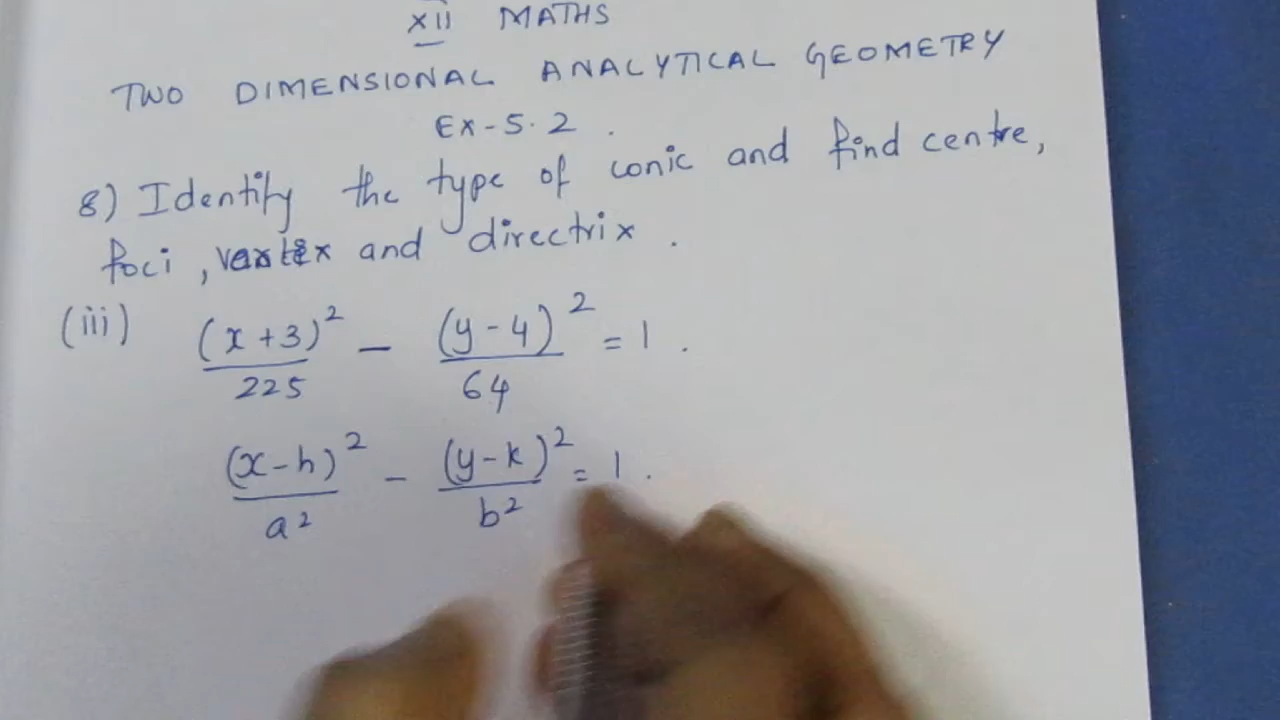 XII MATHS
TWO DIMENSIONAL ANALYTICAL GEOMETRY
Ex-5.2.
8) Identify the type of conic and find centre,
foci, vertex and directrix.
(iii) (x+3)²/225 - (y-4)²/64 = 1.
(x-h)²/a² - (y-k)²/b² = 1.